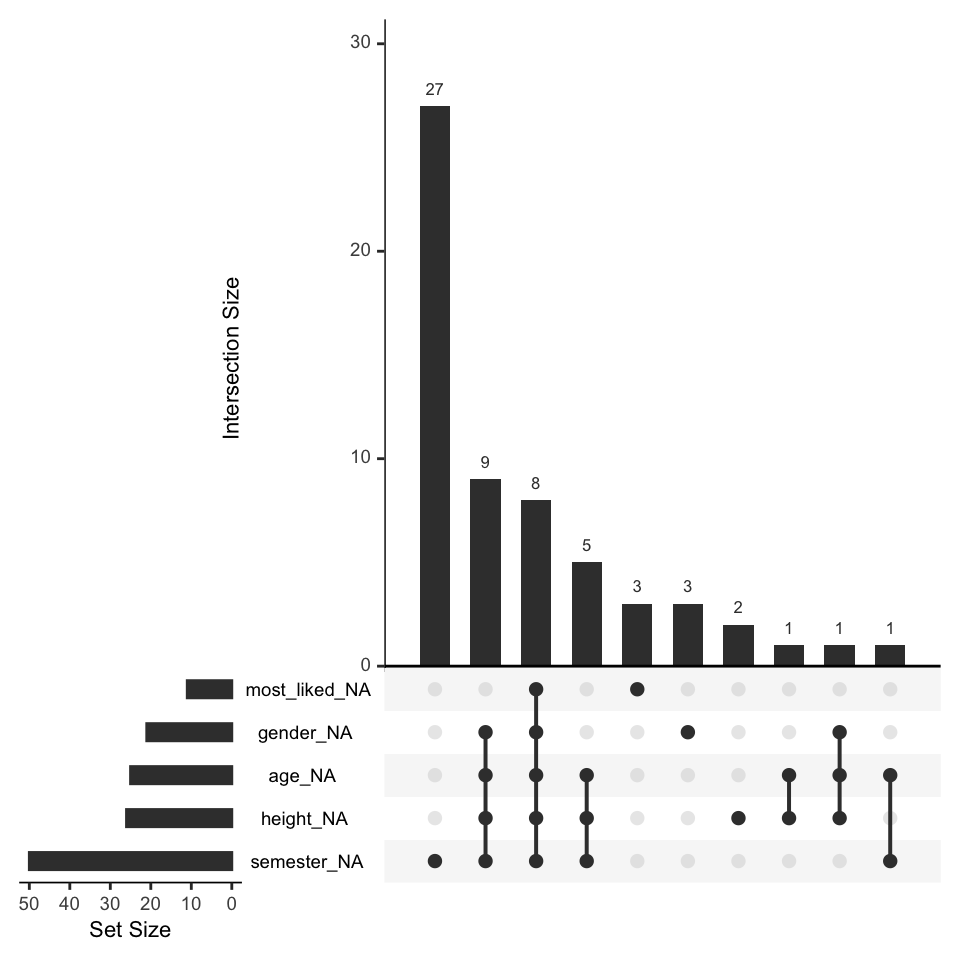 30
27
20
Intersection Size
10
9
8
5
3
3
2
1
1
1
0
most_liked_NA
gender_NA
age_NA
height_NA
semester_NA
50 40 30 20 10 0
Set Size